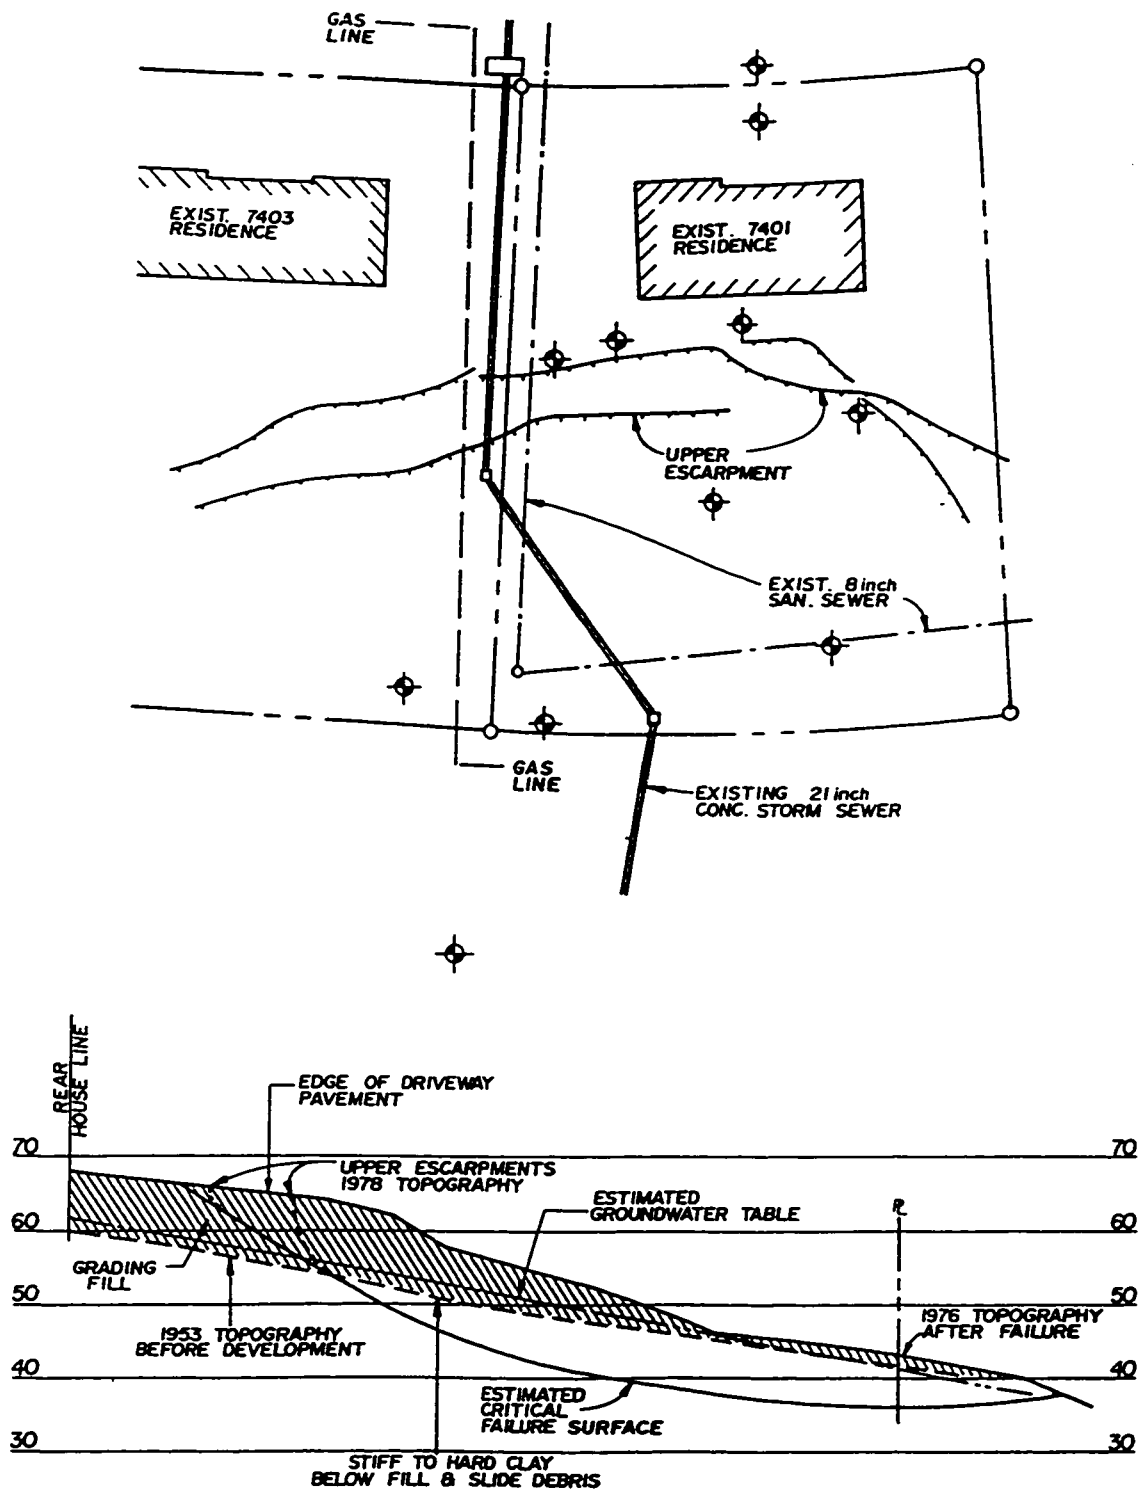 GAS
LINE
EXIST. 7403
RESIDENCE
EXIST. 7401
RESIDENCE
UPPER
ESCARPMENT
EXIST. 8 inch
SAN. SEWER
GAS
LINE
EXISTING 21 inch
CONC. STORM SEWER
REAR
HOUSE LINE
EDGE OF DRIVEWAY
PAVEMENT
70
70
UPPER ESCARPMENTS
1978 TOPOGRAPHY
ESTIMATED
GROUNDWATER TABLE
PL
60
60
GRADING
FILL
50
50
1953 TOPOGRAPHY
BEFORE DEVELOPMENT
1976 TOPOGRAPHY
AFTER FAILURE
40
40
ESTIMATED
CRITICAL
FAILURE SURFACE
30
30
STIFF TO HARD CLAY
BELOW FILL & SLIDE DEBRIS